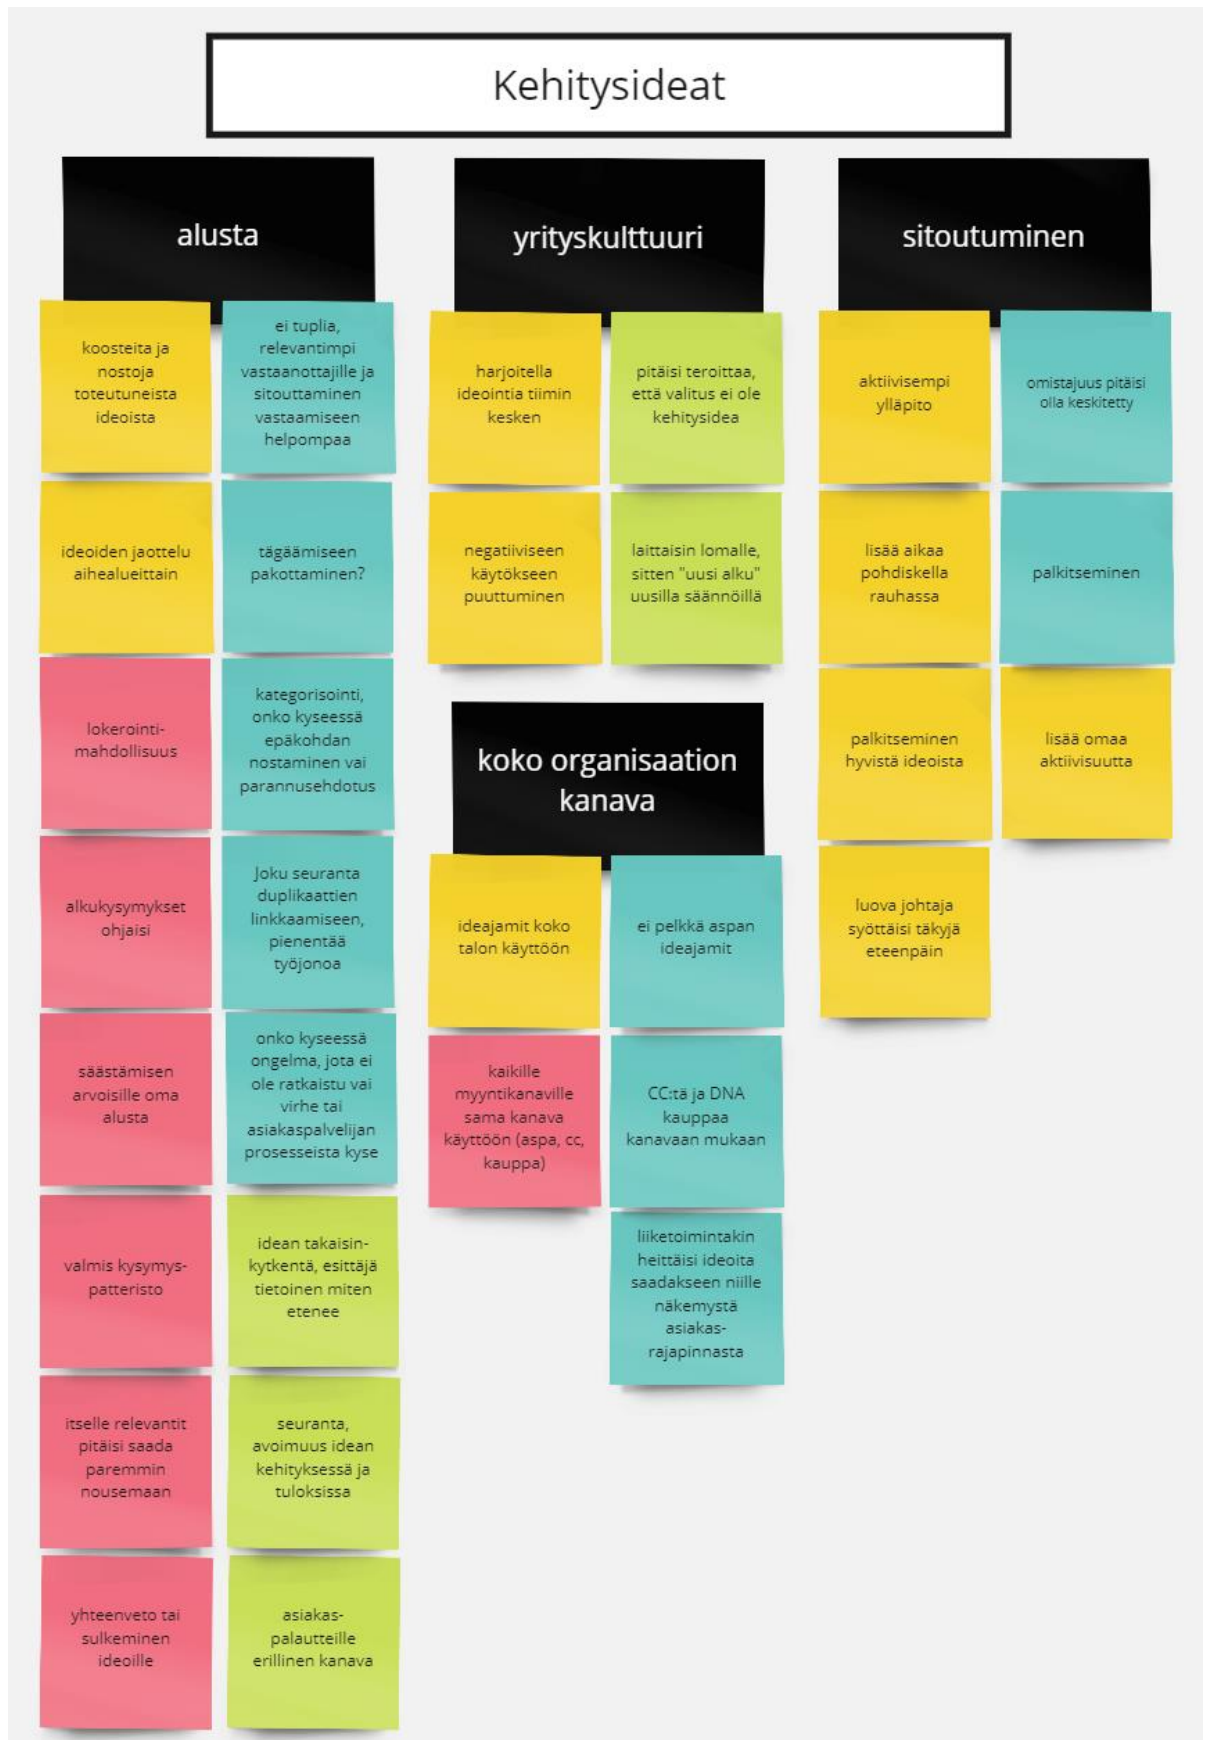 Kehitysideat
alusta
koosteita ja
nostoja
toteutuneista
ideoista
ei tuplia,
relevantimpi
vastaanottajille ja
sitouttaminen
vastaamiseen
helpompaa
ideoiden jaottelu
aihealueittain
tägäämiseen
pakottaminen?
lokerointi-
mahdollisuus
kategorisointi,
onko kyseessä
epäkohdan
nostaminen vai
parannusehdotus
alkukysymykset
ohjaisi
Joku seuranta
duplikaattien
linkkaamiseen,
pienentää
työjonoa
säästämisen
arvoisille oma
alusta
onko kyseessä
ongelma, jota ei
ole ratkaistu vai
virhe tai
asiakaspalvelijan
prosesseista kyse
valmis kysymys-
patteristo
idean takaisin-
kytkentä, esittäjä
tietoinen miten
etenee
itselle relevantit
pitäisi saada
paremmin
nousemaan
seuranta,
avoimuus idean
kehityksessä ja
tuloksissa
yhteenveto tai
sulkeminen
ideoille
asiakas-
palautteille
erillinen kanava
yrityskulttuuri
harjoitella
ideointia tiimin
kesken
pitäisi teroittaa,
että valitus ei ole
kehitysidea
negatiiviseen
käytökseen
puuttuminen
laittaisin lomalle,
sitten "uusi alku"
uusilla säännöillä
koko organisaation
kanava
ideajamit koko
talon käyttöön
ei pelkkä aspan
ideajamit
kaikille
myyntikanaville
sama kanava
käyttöön (aspa, cc,
kauppa)
CC:tä ja DNA
kauppaa
kanavaan mukaan
liiketoimintakin
heittäisi ideoita
saadakseen niille
näkemystä
asiakas-
rajapinnasta
sitoutuminen
aktiivisempi
ylläpito
omistajuus pitäisi
olla keskitetty
lisää aikaa
pohdiskella
rauhassa
palkitseminen
palkitseminen
hyvistä ideoista
lisää omaa
aktiivisuutta
luova johtaja
syöttäisi täkyjä
eteenpäin